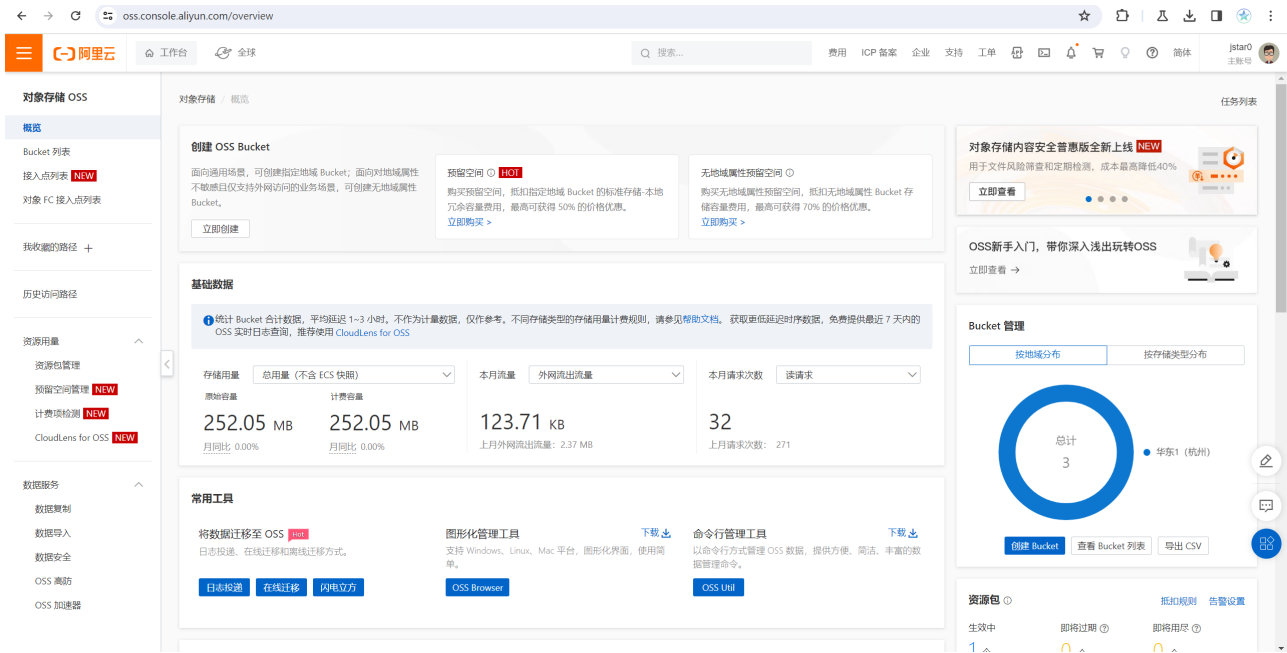 oss.console.aliyun.com/overview
阿里云
工作台
全球
搜索...
费用
ICP 备案
企业
支持
工单
简体
jstar0
主账号
对象存储 OSS
概览
Bucket 列表
接入点列表 NEW
对象 FC 接入点列表
我收藏的路径
历史访问路径
资源用量
资源包管理
预留空间管理 NEW
计费项检测 NEW
CloudLens for OSS NEW
数据服务
数据复制
数据导入
数据安全
OSS 高防
OSS 加速器
对象存储 / 概览
任务列表
创建 OSS Bucket
面向通用场景，可创建指定地域 Bucket；面向对地域属性
不敏感且仅支持外网访问的业务场景，可创建无地域属性
Bucket。
立即创建
预留空间 HOT
购买预留空间，抵扣指定地域 Bucket 的标准存储-本地
冗余容量费用，最高可获得 50% 的价格优惠。
立即购买 >
无地域属性预留空间
购买无地域属性预留空间，抵扣无地域属性 Bucket 存
储容量费用，最高可获得 70% 的价格优惠。
立即购买 >
基础数据
统计 Bucket 合计数据，平均延迟 1~3 小时。不作为计量数据，仅作参考。不同存储类型的存储用量计费规则，请参见帮助文档。 获取更低延迟时序数据，免费提供最近 7 天内的
OSS 实时日志查询，推荐使用 CloudLens for OSS
存储用量
总用量（不含 ECS 快照）
原始容量
计费容量
252.05 MB
252.05 MB
月同比 0.00%
月同比 0.00%
本月流量
外网流出流量
123.71 KB
上月外网流出流量： 2.37 MB
本月请求次数
读请求
32
上月请求次数： 271
常用工具
将数据迁移至 OSS Hot
日志投递、在线迁移和离线迁移方式。
日志投递
在线迁移
闪电立方
图形化管理工具
下载
支持 Windows、Linux、Mac 平台，图形化界面，使用简
单。
OSS Browser
命令行管理工具
下载
以命令行方式管理 OSS 数据，提供方便、简洁、丰富的数
据管理命令。
OSS Util
对象存储内容安全普惠版全新上线 NEW
用于文件风险筛查和定期检测，成本最高降低40%
立即查看
OSS新手入门，带你深入浅出玩转OSS
立即查看
Bucket 管理
按地域分布
按存储类型分布
总计
3
华东1（杭州）
创建 Bucket
查看 Bucket 列表
导出 CSV
资源包
抵扣规则
告警设置
生效中
即将过期
即将用尽
1 个
0 个
0 个